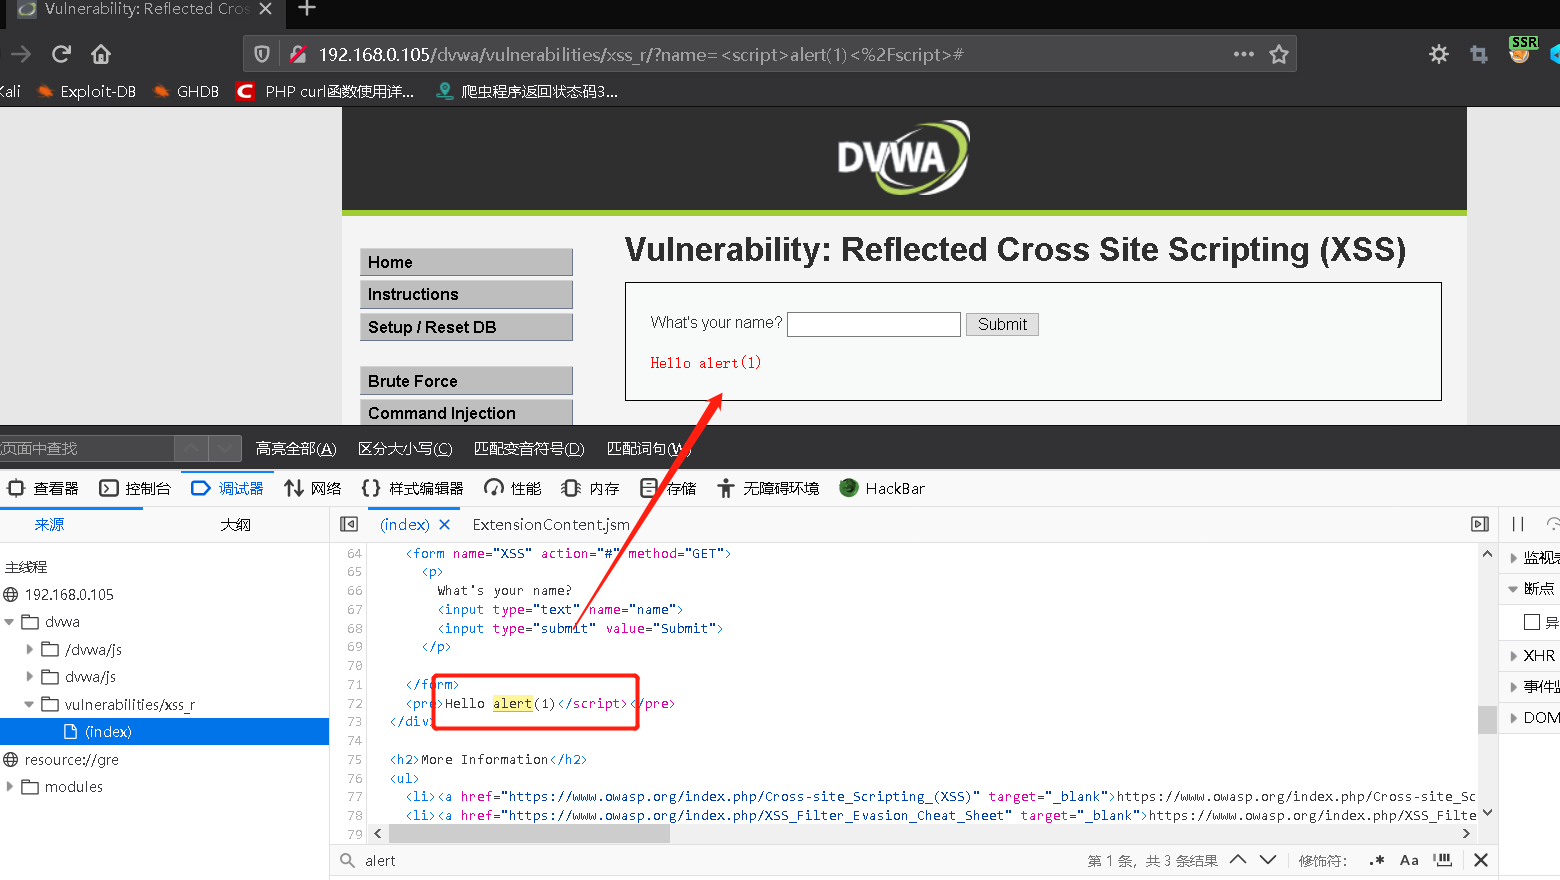 Vulnerability: Reflected Cros
192.168.0.105/dvwa/vulnerabilities/xss_r/?name=<script>alert(1)<%2Fscript>#
SSR
Kali
Exploit-DB
GHDB
PHP curl函数使用详...
爬虫程序返回状态码3...
DVWA
Vulnerability: Reflected Cross Site Scripting (XSS)
Home
Instructions
Setup / Reset DB
Brute Force
Command Injection
What's your name?
Submit
Hello alert(1)
页面中查找
高亮全部(A)
区分大小写(C)
匹配变音符号(D)
匹配词句(W)
查看器
控制台
调试器
网络
样式编辑器
性能
内存
存储
无障碍环境
HackBar
来源
大纲
(index)
ExtensionContent.jsm
主线程
192.168.0.105
dvwa
/dvwa/js
dvwa/js
vulnerabilities/xss_r
(index)
resource://gre
modules
64 <form name="XSS" action="#" method="GET">
65 <p>
66 What's your name?
67 <input type="text" name="name">
68 <input type="submit" value="Submit">
69 </p>
70
71 </form>
72 <pre>Hello alert(1)</script></pre>
73 </div>
74
75 <h2>More Information</h2>
76 <ul>
77 <li><a href="https://www.owasp.org/index.php/Cross-site_Scripting_(XSS)" target="_blank">https://www.owasp.org/index.php/Cross-site_Sc
78 <li><a href="https://www.owasp.org/index.php/XSS_Filter_Evasion_Cheat_Sheet" target="_blank">https://www.owasp.org/index.php/XSS_Filte
79
监视表
断点
异
XHR
事件监
DOM
alert
第 1 条，共 3 条结果
修饰符：
.*
Aa